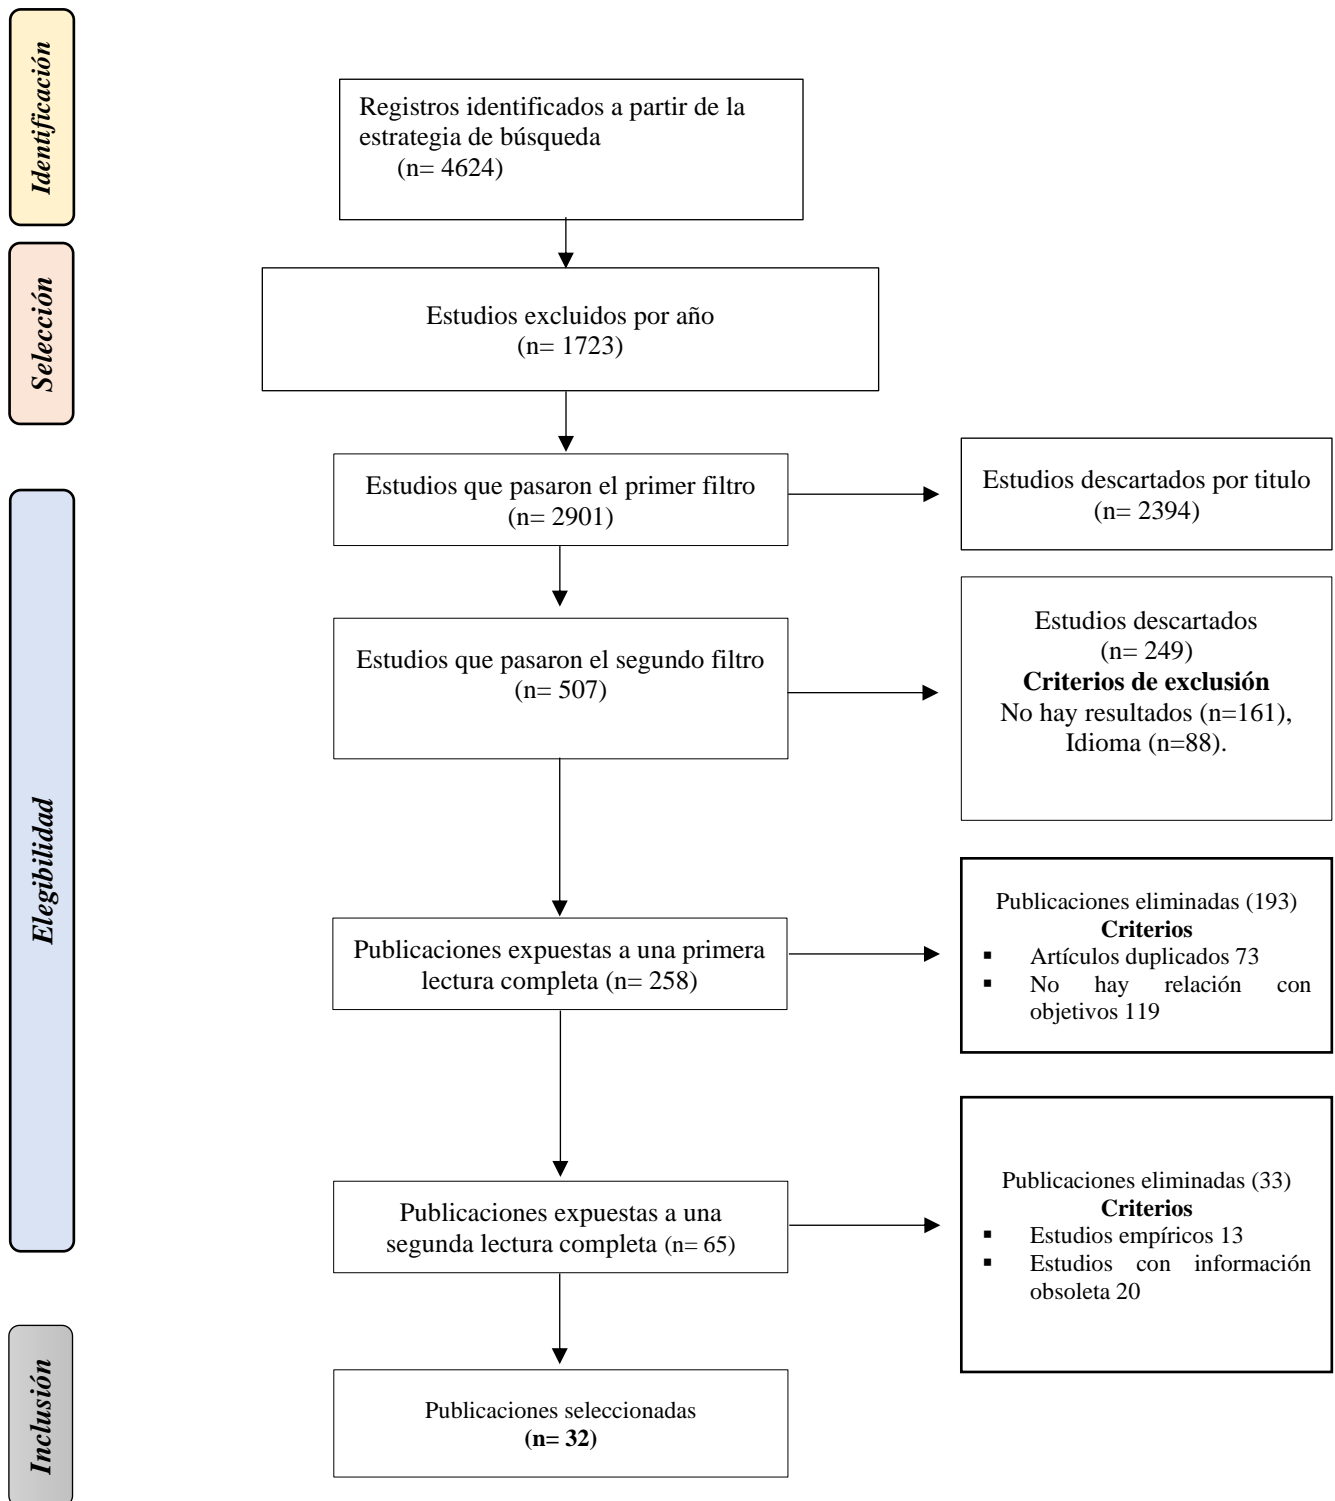 Identificación
Registros identificados a partir de la
estrategia de búsqueda
(n= 4624)
Selección
Estudios excluidos por año
(n= 1723)
Estudios que pasaron el primer filtro
(n= 2901)
Estudios descartados por titulo
(n= 2394)
Elegibilidad
Estudios que pasaron el segundo filtro
(n= 507)
Estudios descartados
(n= 249)
Criterios de exclusión
No hay resultados (n=161),
Idioma (n=88).
Publicaciones expuestas a una primera
lectura completa (n= 258)
Publicaciones eliminadas (193)
Criterios
▪ Artículos duplicados 73
▪ No hay relación con
objetivos 119
Publicaciones expuestas a una
segunda lectura completa (n= 65)
Publicaciones eliminadas (33)
Criterios
▪ Estudios empíricos 13
▪ Estudios con información
obsoleta 20
Inclusión
Publicaciones seleccionadas
(n= 32)